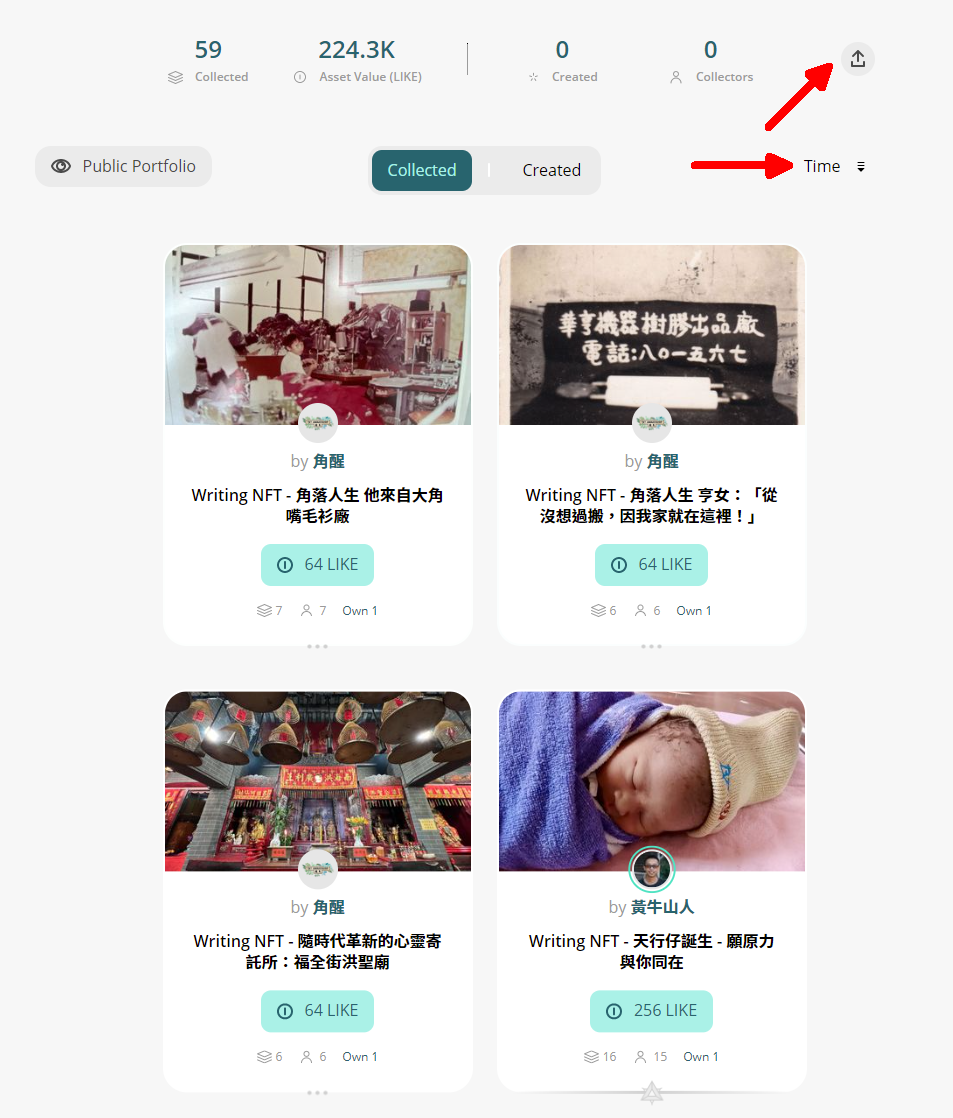 59
Collected
224.3K
Asset Value (LIKE)
0
Created
0
Collectors
Public Portfolio
Collected
Created
Time
華亨機器樹膠出品廠
電話:八〇一五六七
by 角醒
Writing NFT - 角落人生 他來自大角
嘴毛衫廠
64 LIKE
7
7
Own 1
by 角醒
Writing NFT - 角落人生 亨女：「從
沒想過搬，因我家就在這裡！」
64 LIKE
6
6
Own 1
by 角醒
Writing NFT - 隨時代革新的心靈寄
託所：福全街洪聖廟
64 LIKE
6
6
Own 1
by 黃牛山人
Writing NFT - 天行仔誕生 - 願原力
與你同在
256 LIKE
16
15
Own 1